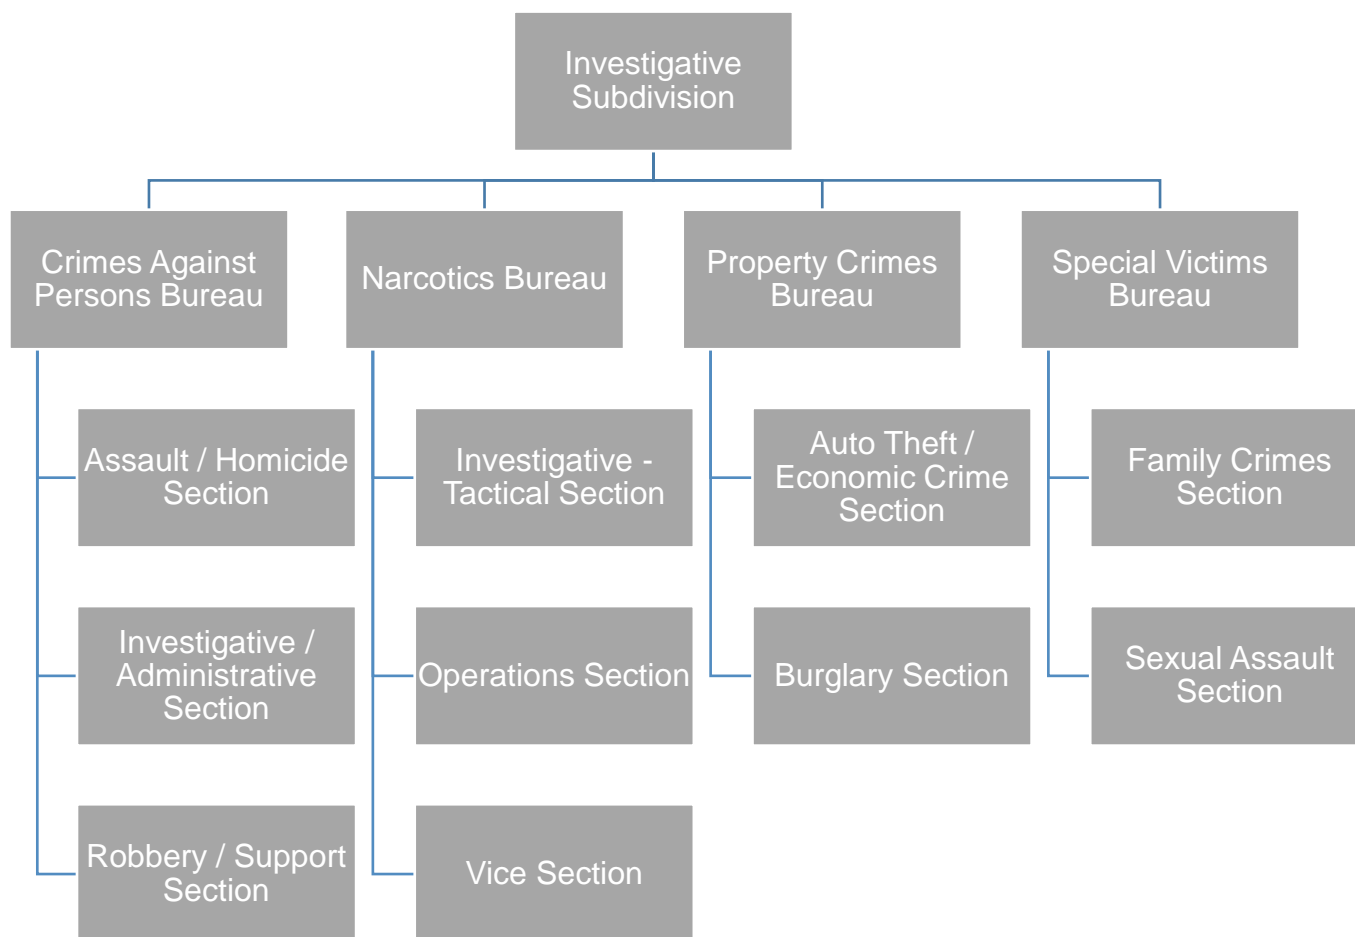 Investigative
Subdivision
Crimes Against
Persons Bureau
Narcotics Bureau
Property Crimes
Bureau
Special Victims
Bureau
Assault / Homicide
Section
Investigative -
Tactical Section
Auto Theft /
Economic Crime
Section
Family Crimes
Section
Investigative /
Administrative
Section
Operations Section
Burglary Section
Sexual Assault
Section
Robbery / Support
Section
Vice Section